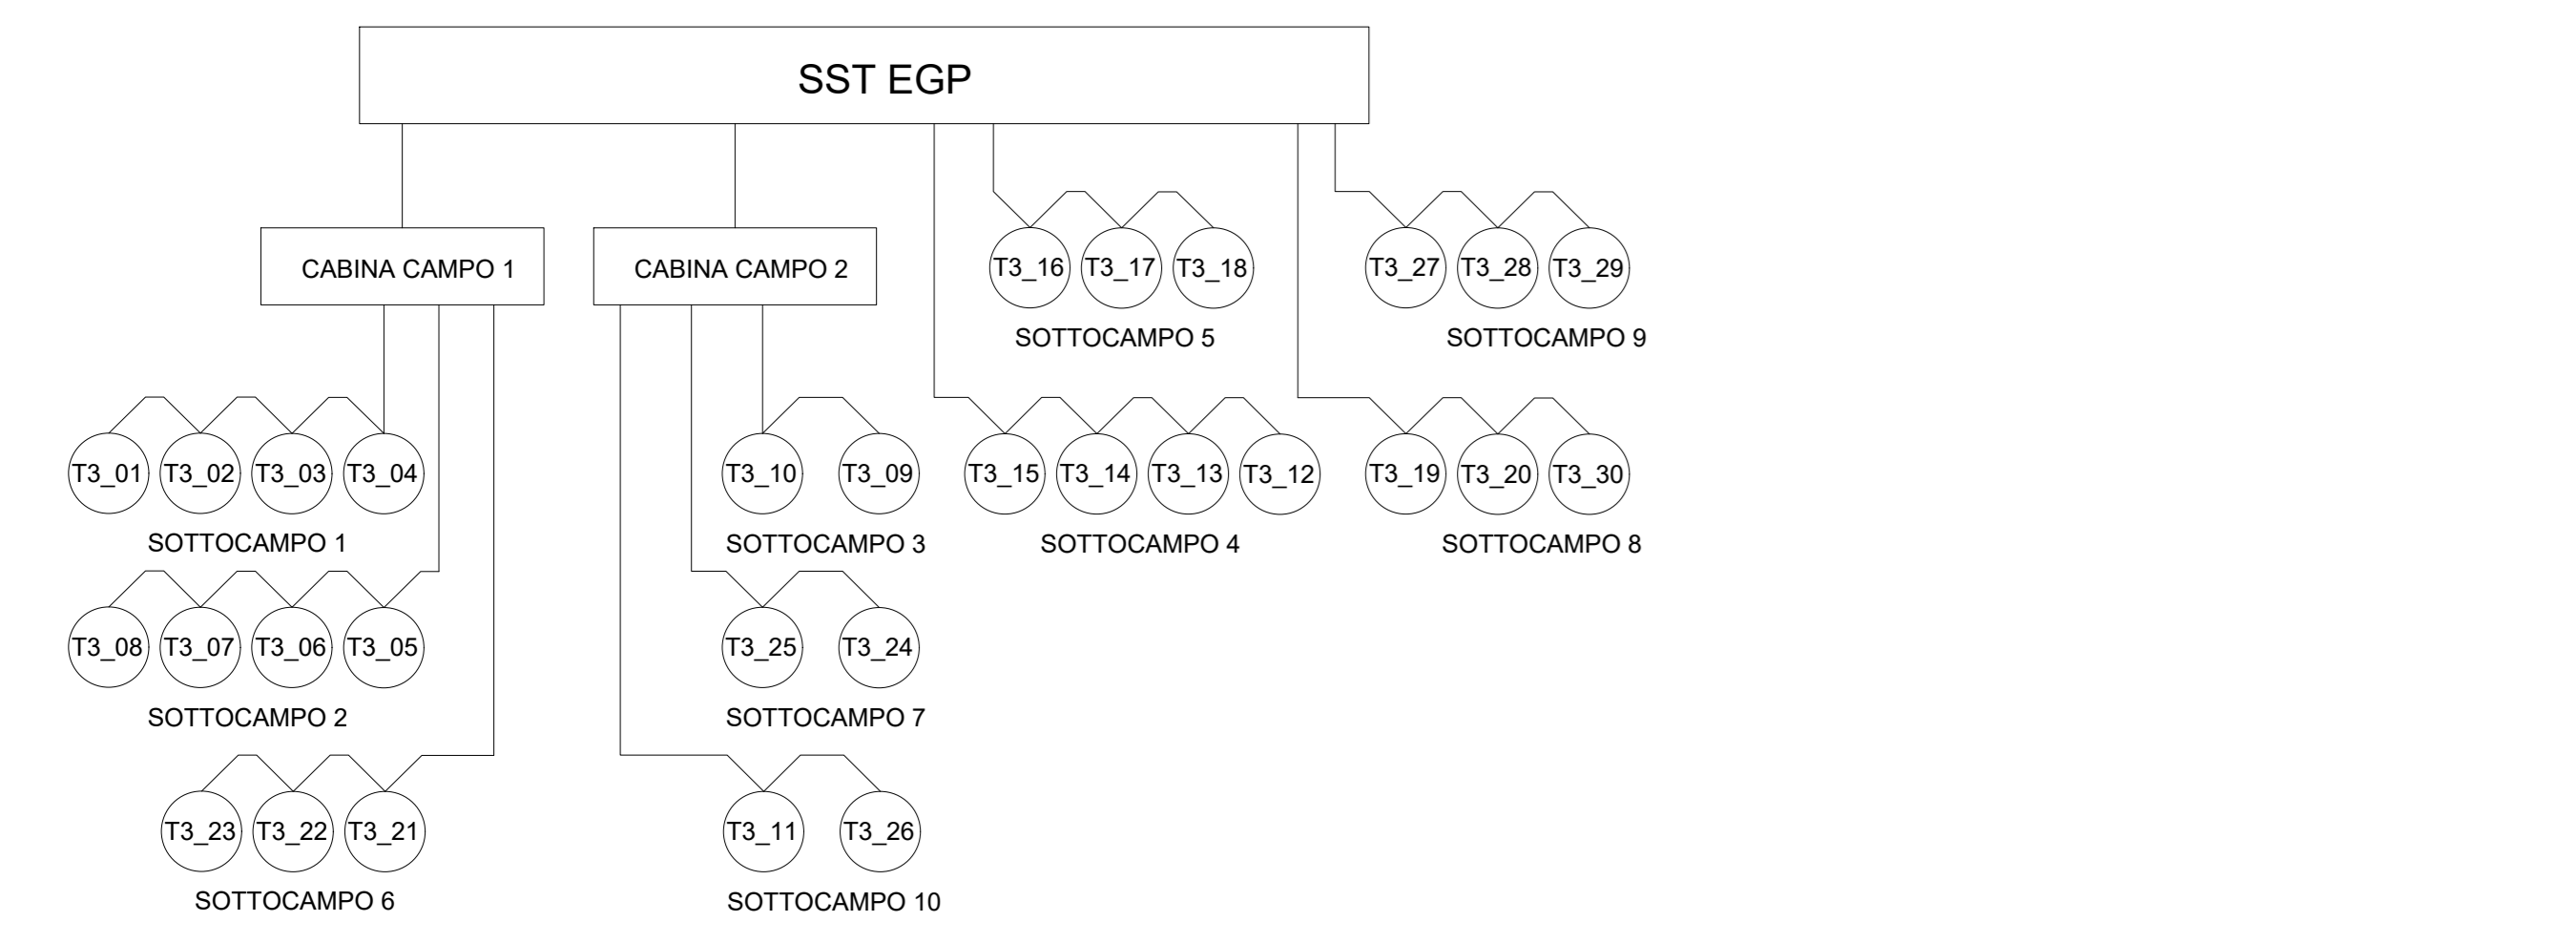 SST EGP
CABINA CAMPO 1
CABINA CAMPO 2
T3_16 T3_17 T3_18
SOTTOCAMPO 5
T3_27 T3_28 T3_29
SOTTOCAMPO 9
T3_01 T3_02 T3_03 T3_04
SOTTOCAMPO 1
T3_10 T3_09
SOTTOCAMPO 3
T3_15 T3_14 T3_13 T3_12
SOTTOCAMPO 4
T3_19 T3_20 T3_30
SOTTOCAMPO 8
T3_08 T3_07 T3_06 T3_05
SOTTOCAMPO 2
T3_25 T3_24
SOTTOCAMPO 7
T3_23 T3_22 T3_21
SOTTOCAMPO 6
T3_11 T3_26
SOTTOCAMPO 10